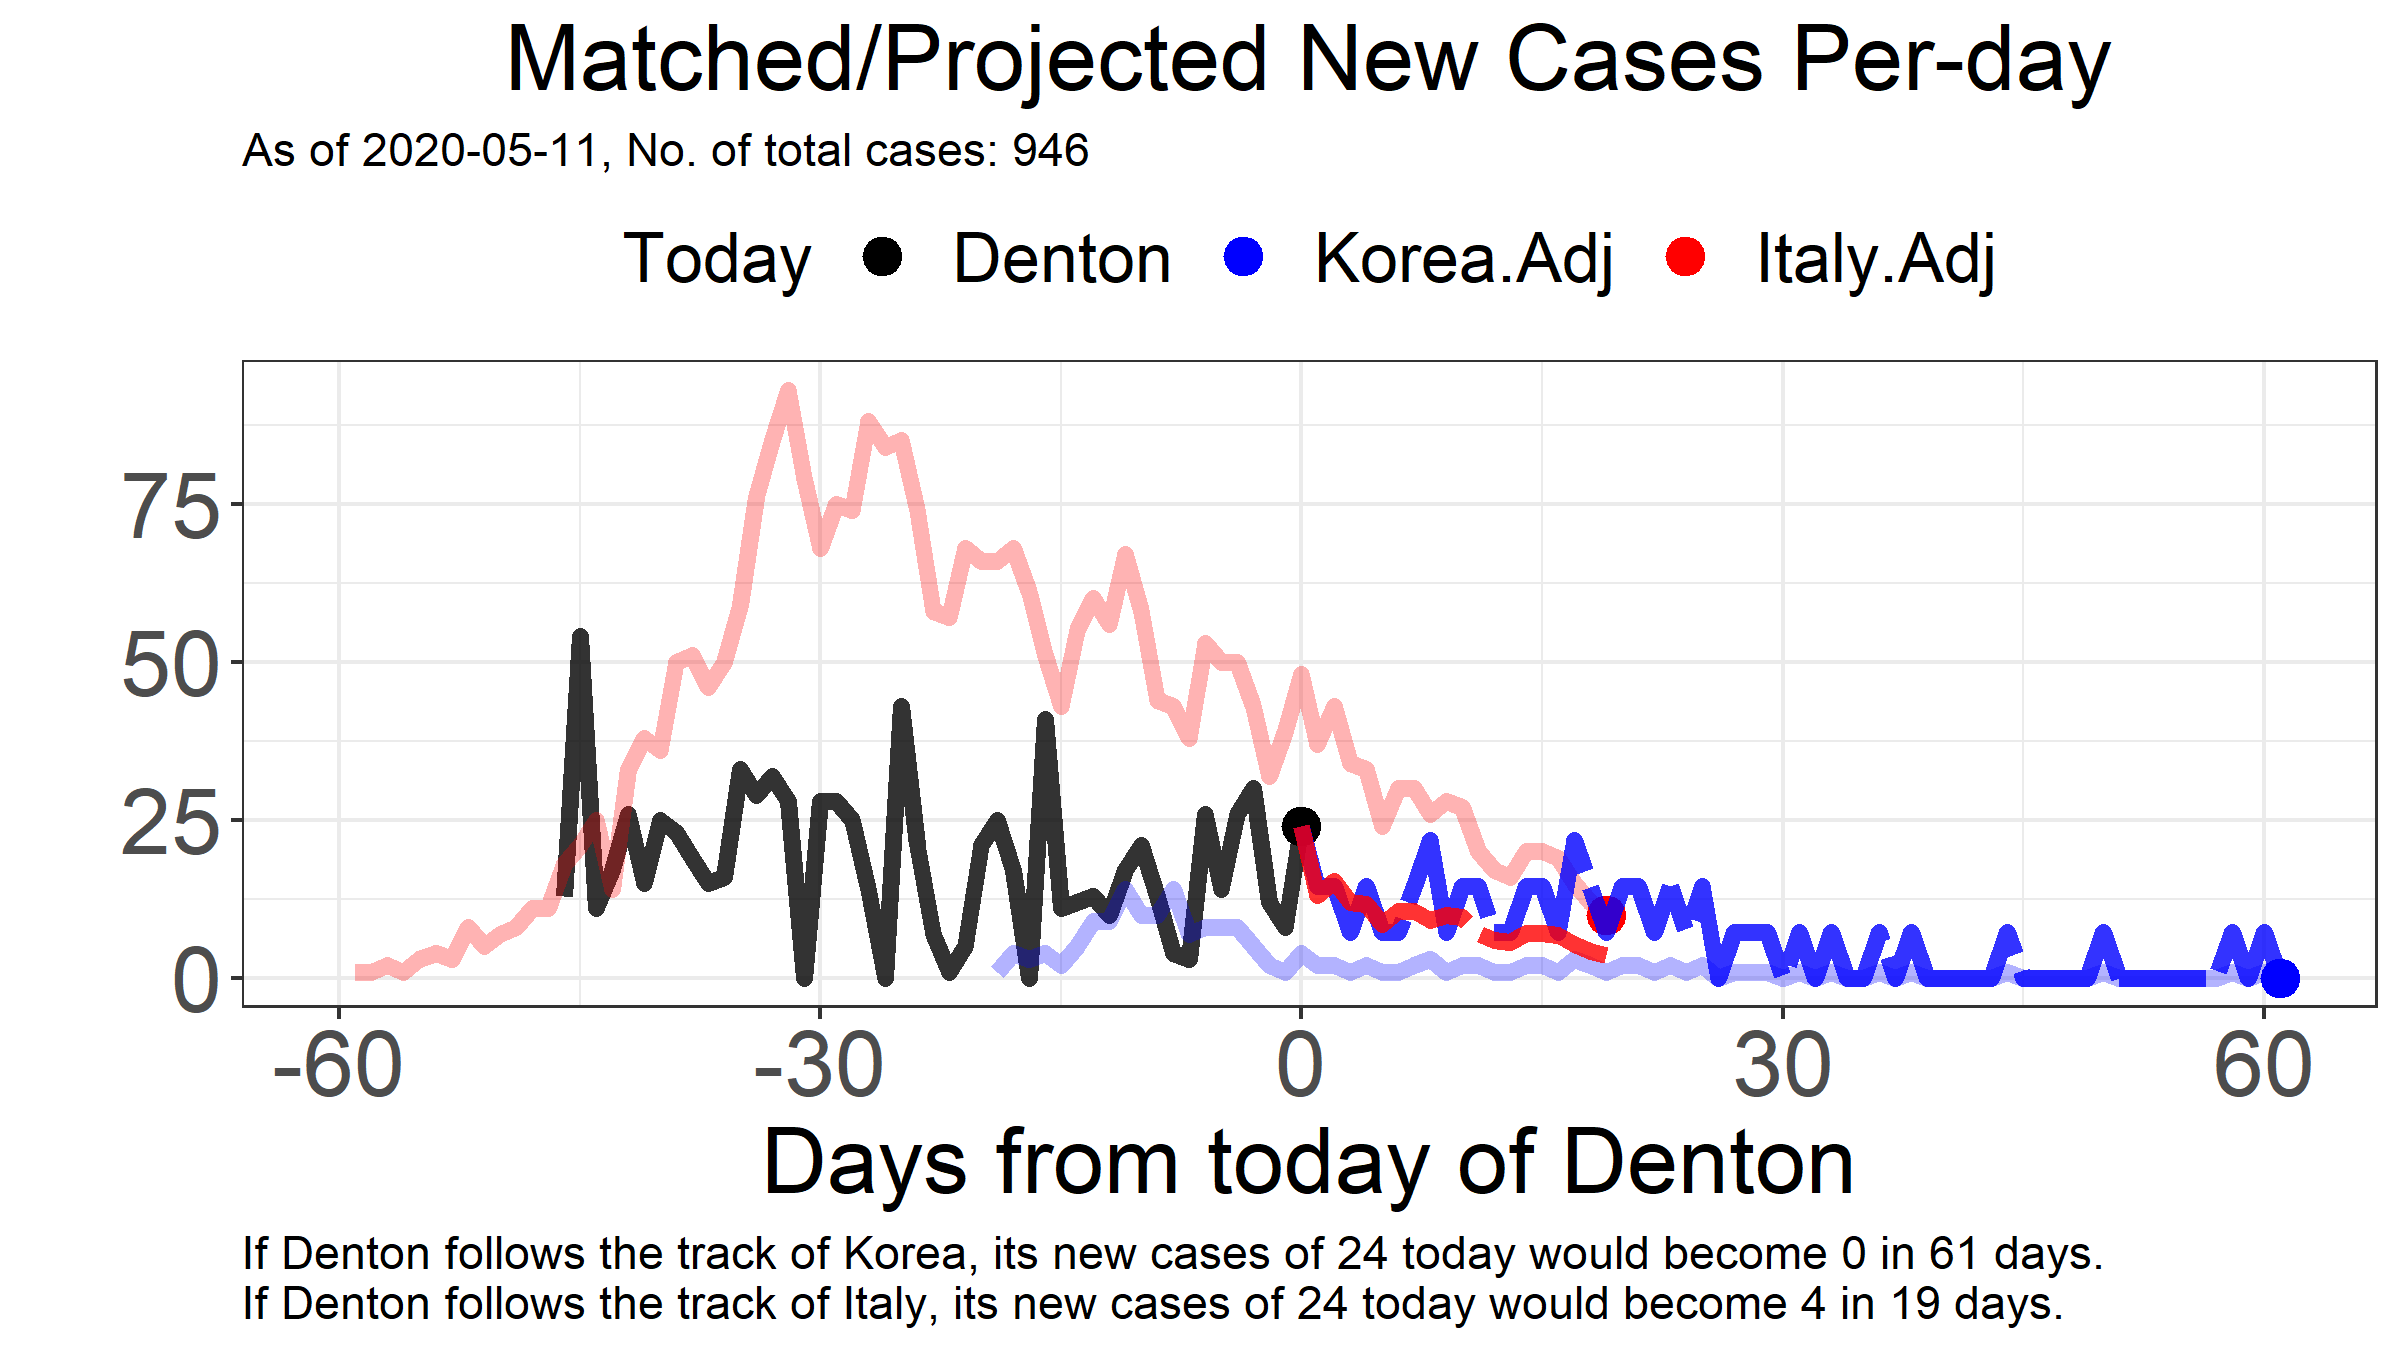 Matched/Projected New Cases Per-day
As of 2020-05-11, No. of total cases: 946
Today Denton Korea.Adj Italy.Adj
75
50
25
0
-60 -30 0 30 60
Days from today of Denton
If Denton follows the track of Korea, its new cases of 24 today would become 0 in 61 days.
If Denton follows the track of Italy, its new cases of 24 today would become 4 in 19 days.